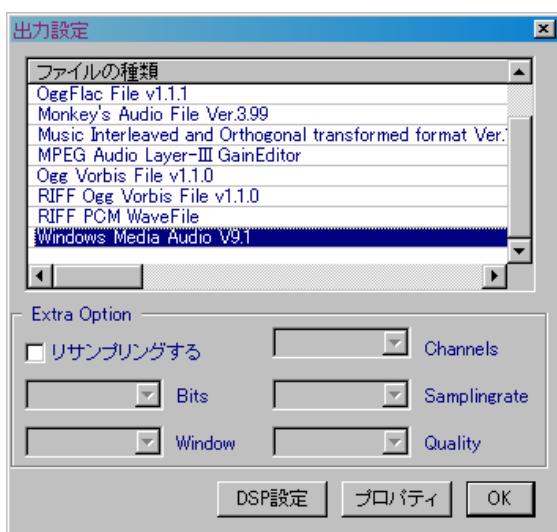 出力設定
ファイルの種類
OggFlac File v1.1.1
Monkey's Audio File Ver.3.99
Music Interleaved and Orthogonal transformed format Ver.
MPEG Audio Layer-III GainEditor
Ogg Vorbis File v1.1.0
RIFF Ogg Vorbis File v1.1.0
RIFF PCM WaveFile
Windows Media Audio V9.1
Extra Option
リサンプリングする
Channels
Bits
Samplingrate
Window
Quality
DSP設定
プロパティ
OK